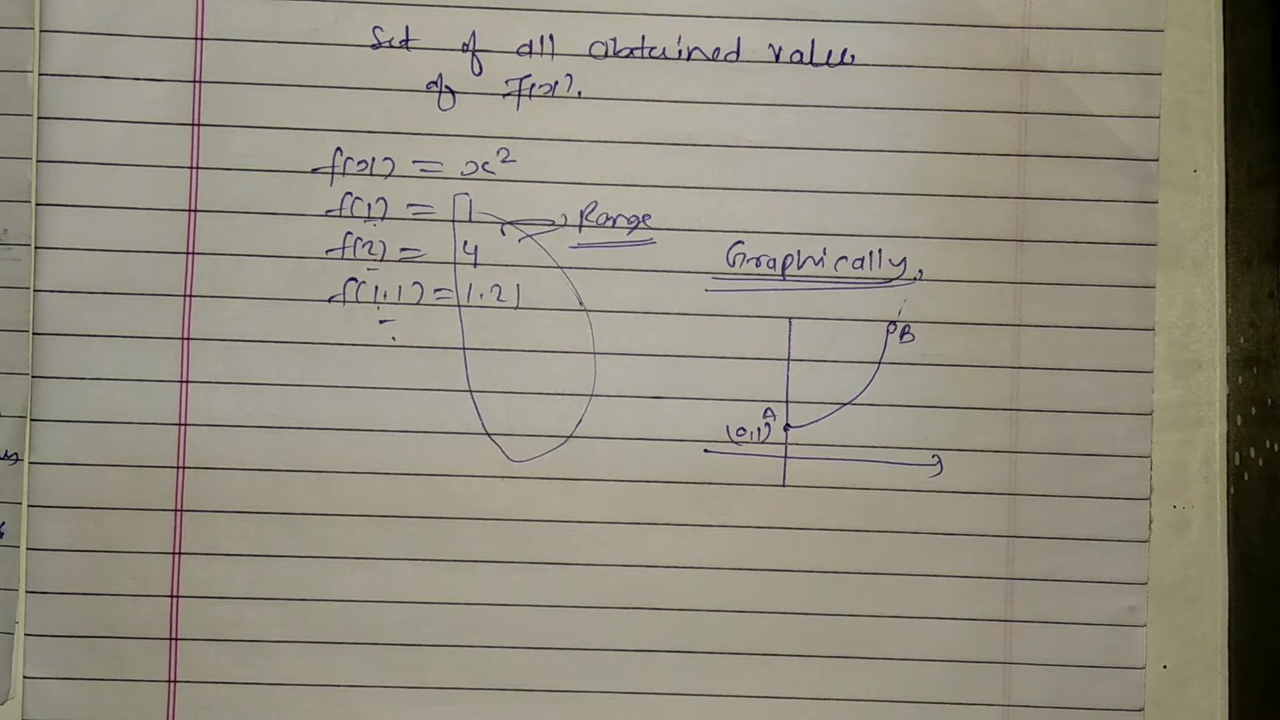 Set of all obtained value
of f(x).
f(x) = x²
f(1) = 1 Range
f(2) = 4
f(1.1) = 1.21
Graphically,
B
A
(0,1)